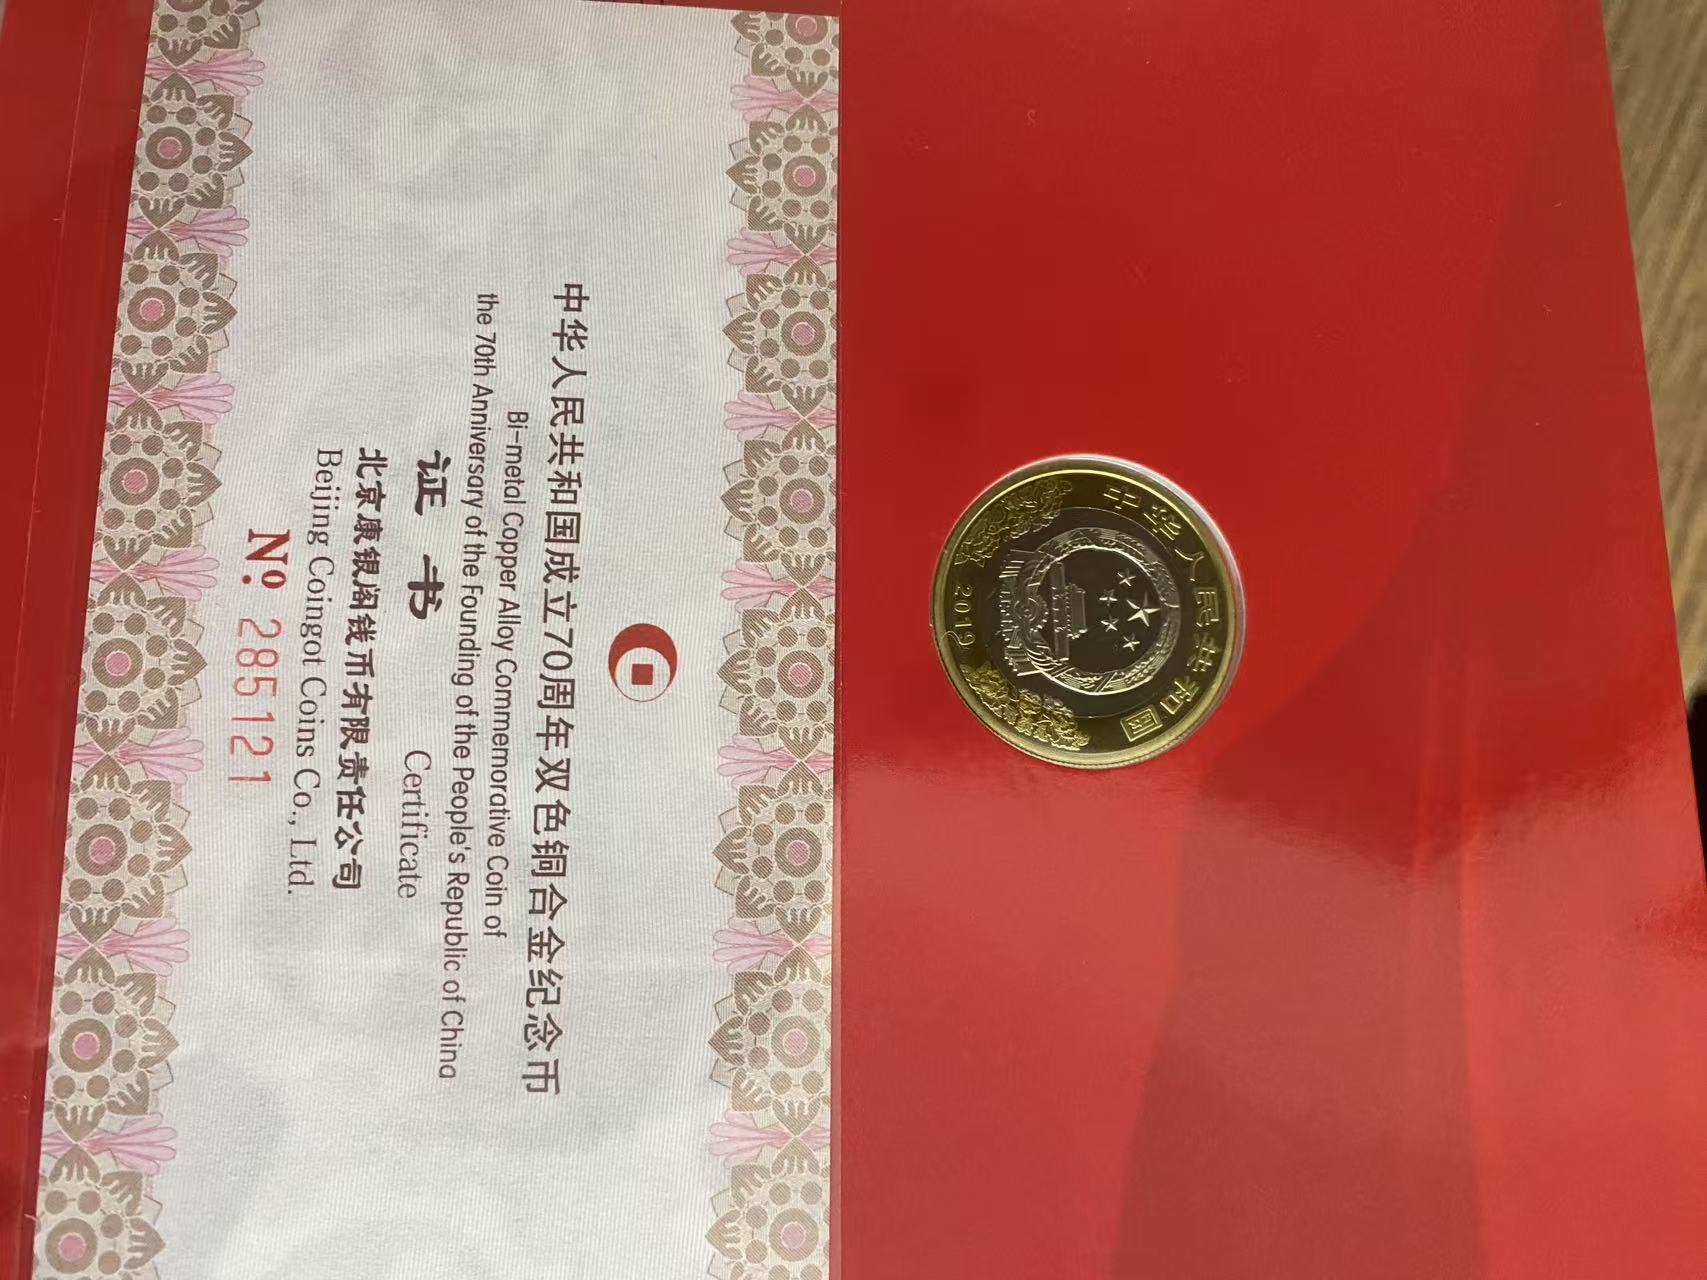 中华人民共和国
2019
中华人民共和国成立70周年双色铜合金纪念币
Bi-metal Copper Alloy Commemorative Coin of
the 70th Anniversary of the Founding of the People's Republic of China
证 书 Certificate
北京康银阁钱币有限责任公司
Beijing Coingot Coins Co., Ltd.
Nº. 285121